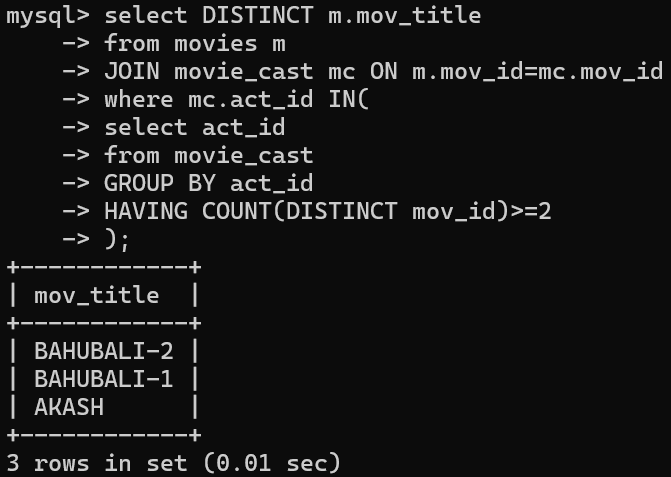 mysql> select DISTINCT m.mov_title
    -> from movies m
    -> JOIN movie_cast mc ON m.mov_id=mc.mov_id
    -> where mc.act_id IN(
    -> select act_id
    -> from movie_cast
    -> GROUP BY act_id
    -> HAVING COUNT(DISTINCT mov_id)>=2
    -> );
+------------+
| mov_title  |
+------------+
| BAHUBALI-2 |
| BAHUBALI-1 |
| AKASH      |
+------------+
3 rows in set (0.01 sec)